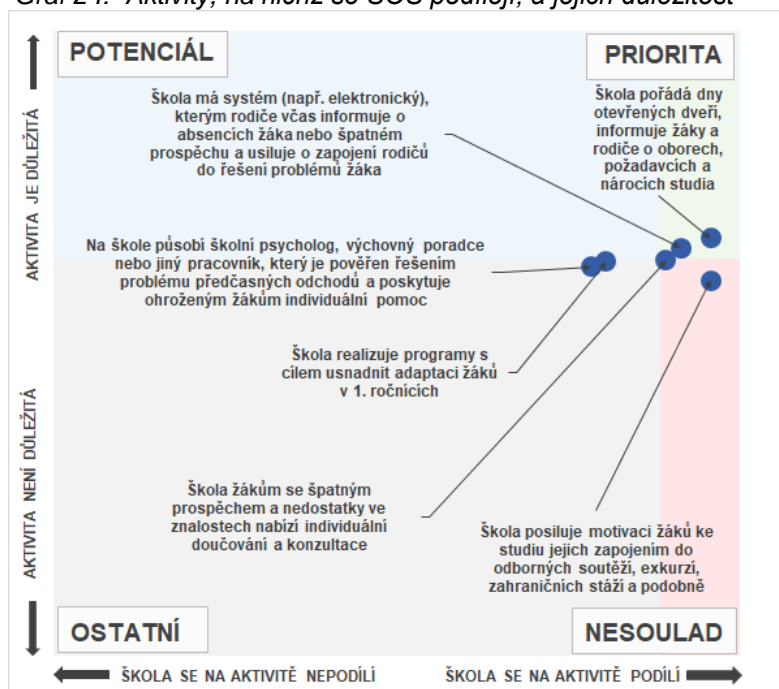 Graf 24: Aktivity, na nichž se SOŠ podílejí, a jejich důležitost
POTENCIÁL
PRIORITA
Škola má systém (např. elektronický),
kterým rodiče včas informuje o
absencích žáka nebo špatném
prospěchu a usiluje o zapojení rodičů
do řešení problémů žáka
Škola pořádá dny
otevřených dveří,
informuje žáky a
rodiče o oborech,
požadavcích a
nárocích studia
AKTIVITA JE DŮLEŽITÁ
Na škole působí školní psycholog, výchovný poradce
nebo jiný pracovník, který je pověřen řešením
problému předčasných odchodů a poskytuje
ohroženým žákům individuální pomoc
Škola realizuje programy s
cílem usnadnit adaptaci žáků
v 1. ročnících
AKTIVITA NENÍ DŮLEŽITÁ
Škola žákům se špatným
prospěchem a nedostatky ve
znalostech nabízí individuální
doučování a konzultace
Škola posiluje motivaci žáků ke
studiu jejich zapojením do
odborných soutěží, exkurzí,
zahraničních stáží a podobně
OSTATNÍ
NESOULAD
ŠKOLA SE NA AKTIVITĚ NEPODÍLÍ
ŠKOLA SE NA AKTIVITĚ PODÍLÍ